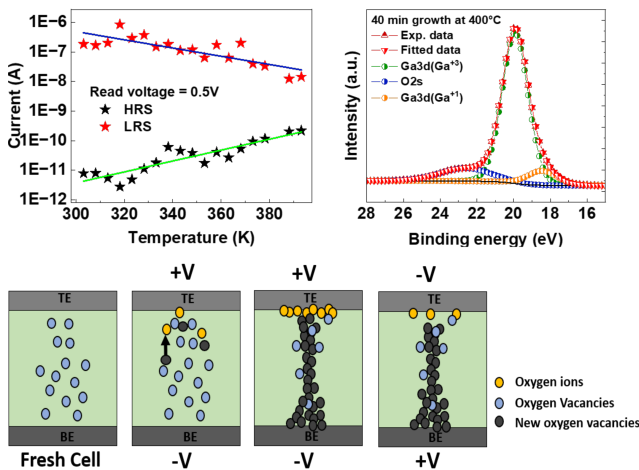 1E-6
1E-7
1E-8
1E-9
1E-10
1E-11
1E-12
Current (A)
Read voltage = 0.5V
HRS
LRS
300 320 340 360 380
Temperature (K)
40 min growth at 400°C
Exp. data
Fitted data
Ga3d(Ga+3)
O2s
Ga3d(Ga+1)
Intensity (a.u.)
28 26 24 22 20 18 16
Binding energy (eV)
+V +V -V
TE TE TE TE
BE BE BE BE
Fresh Cell -V -V +V
Oxygen ions
Oxygen Vacancies
New oxygen vacancies